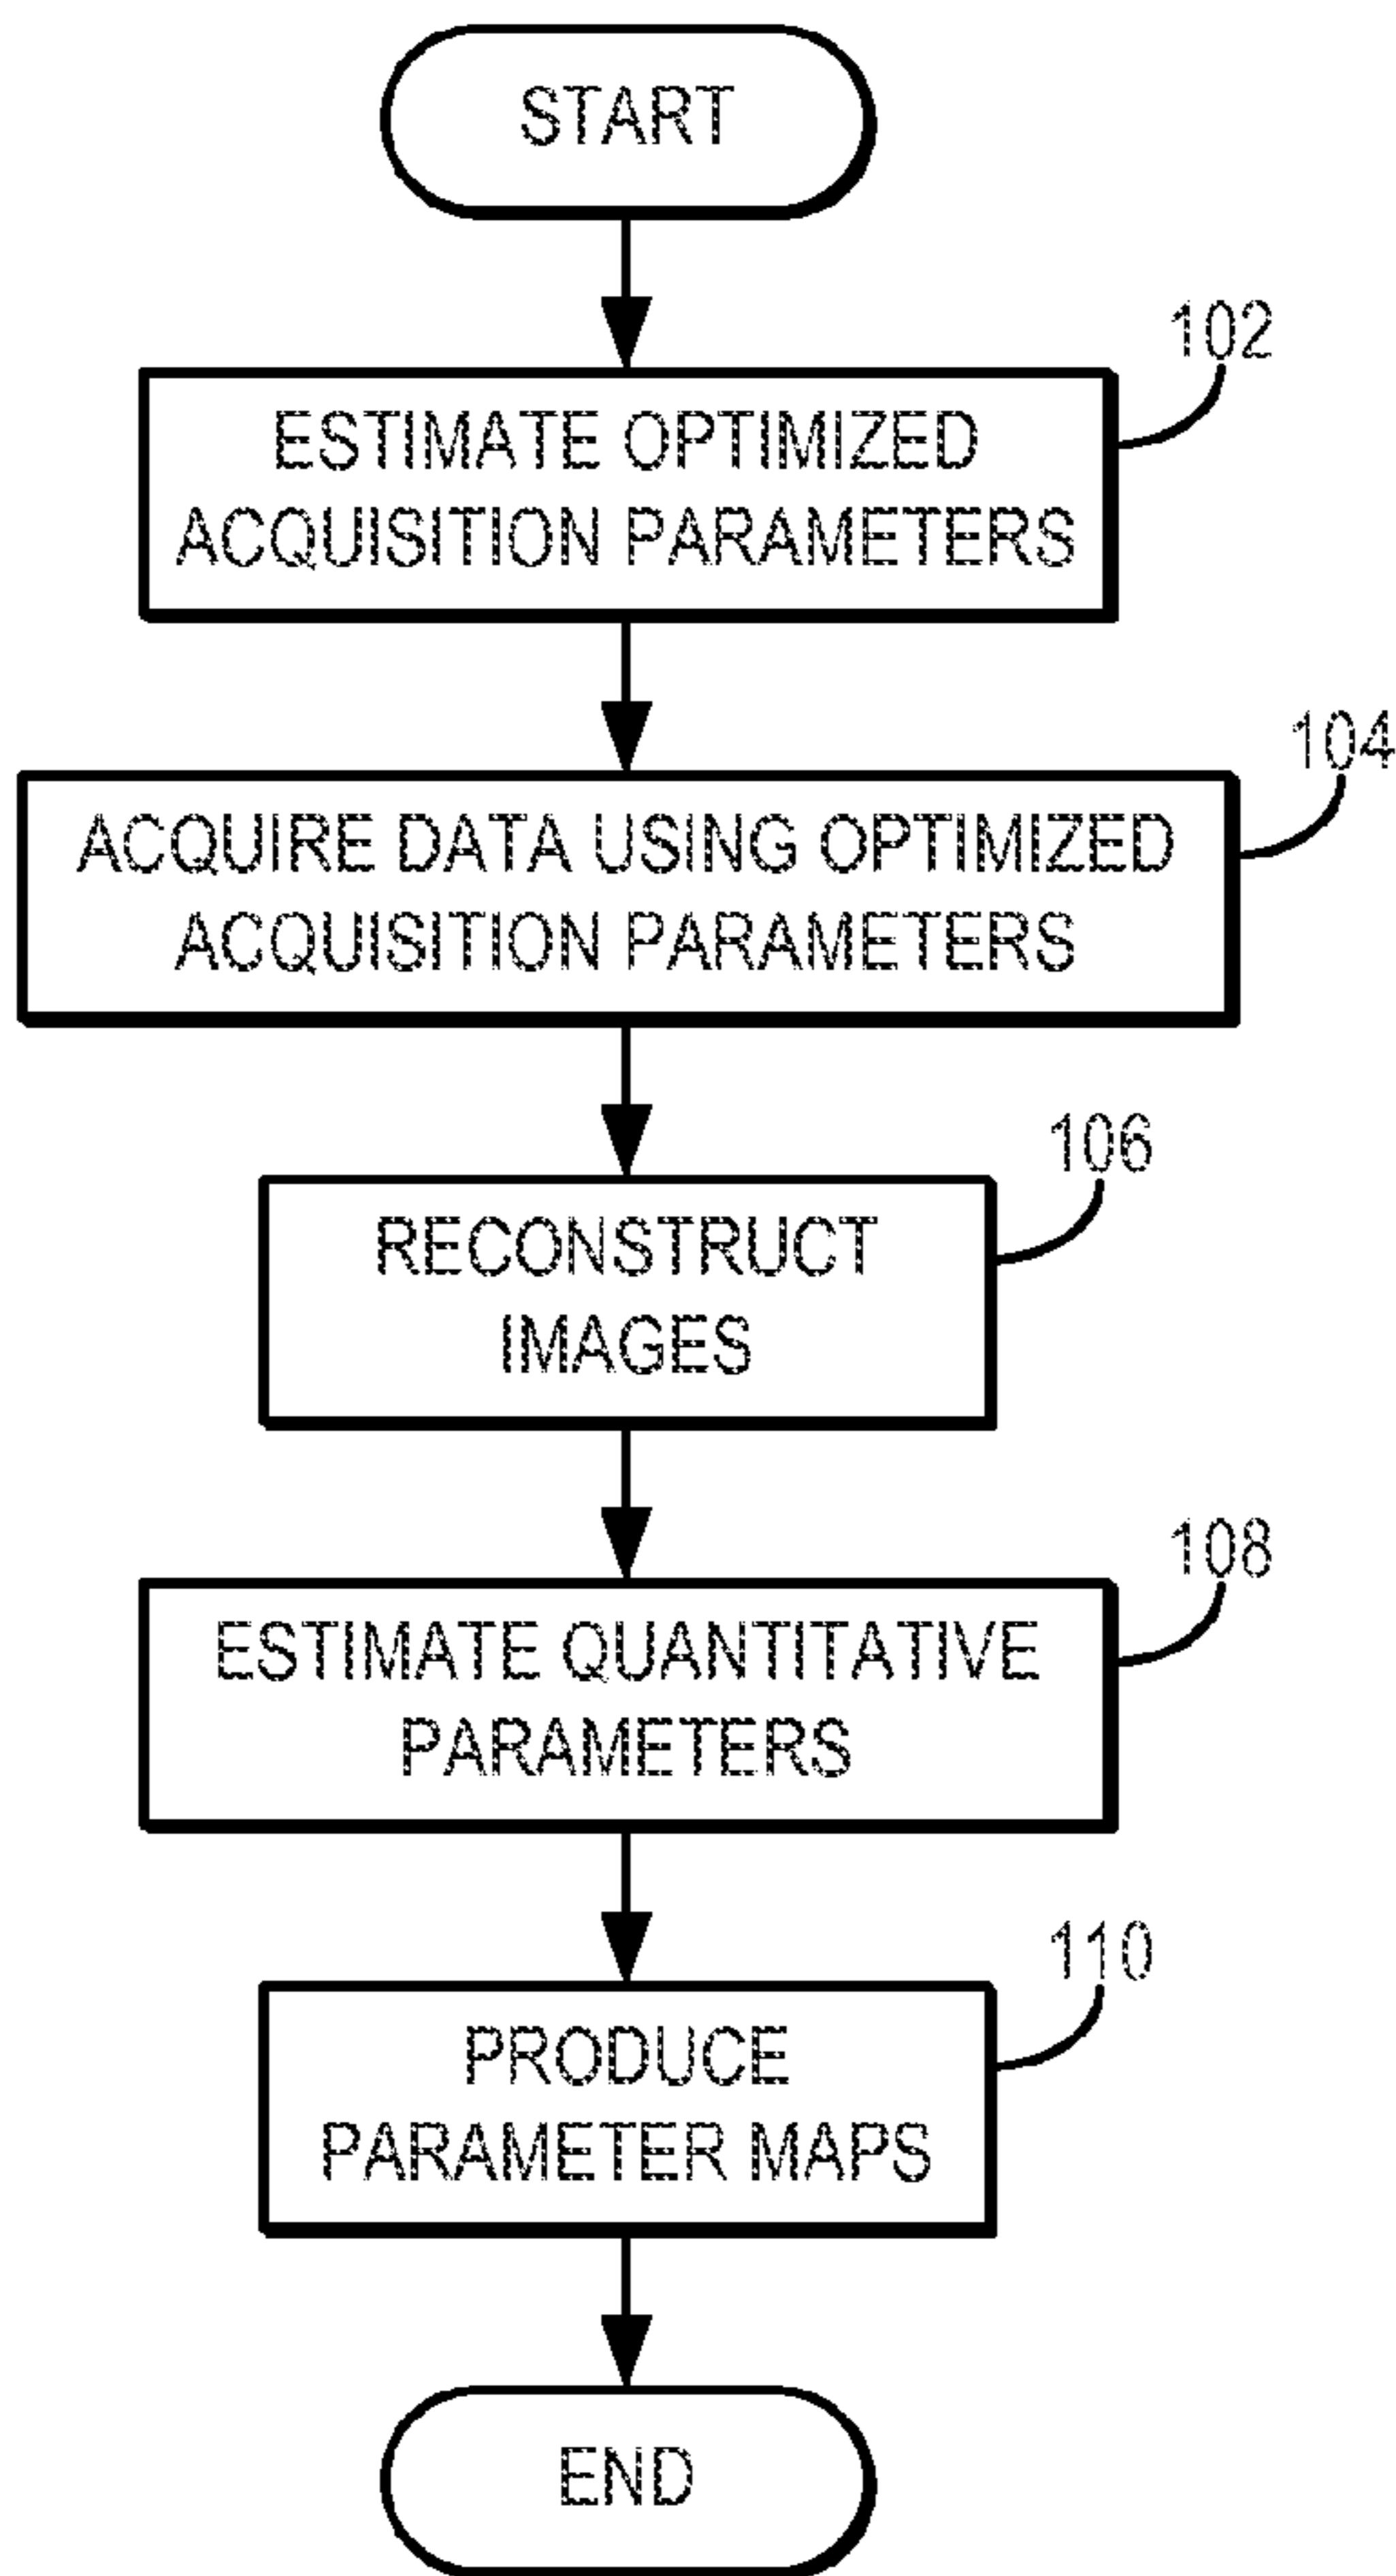 START
102
ESTIMATE OPTIMIZED
ACQUISITION PARAMETERS
104
ACQUIRE DATA USING OPTIMIZED
ACQUISITION PARAMETERS
106
RECONSTRUCT
IMAGES
108
ESTIMATE QUANTITATIVE
PARAMETERS
110
PRODUCE
PARAMETER MAPS
END